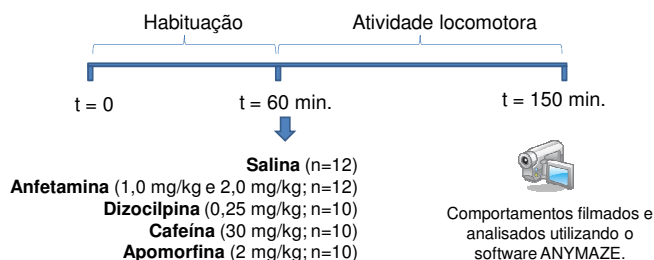 Habituação
Atividade locomotora
t = 0
t = 60 min.
t = 150 min.
Salina (n=12)
Anfetamina (1,0 mg/kg e 2,0 mg/kg; n=12)
Dizocilpina (0,25 mg/kg; n=10)
Cafeína (30 mg/kg; n=10)
Apomorfina (2 mg/kg; n=10)
Comportamentos filmados e
analisados utilizando o
software ANYMAZE.